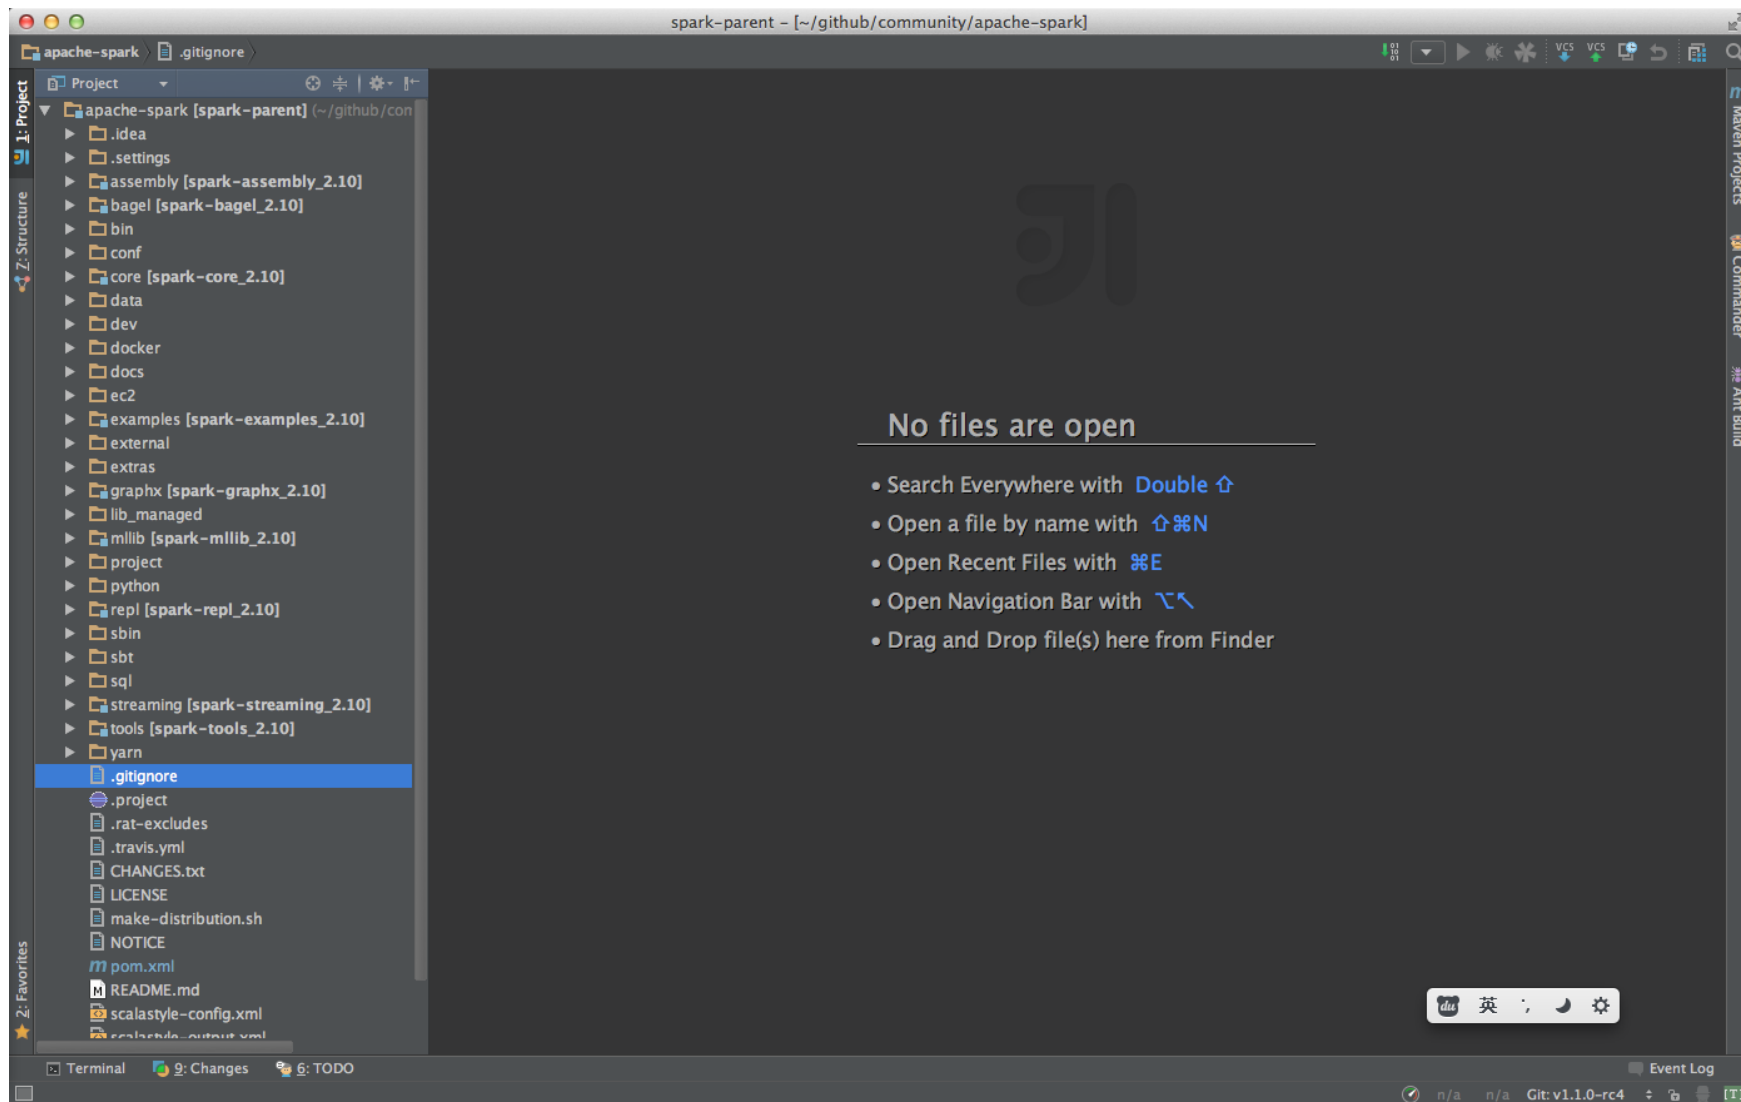 spark-parent – [~/github/community/apache-spark]
apache-spark
.gitignore
VCS
VCS
Project
1: Project
apache-spark [spark-parent] (~/github/con
.idea
.settings
assembly [spark-assembly_2.10]
bagel [spark-bagel_2.10]
bin
conf
core [spark-core_2.10]
data
dev
docker
docs
ec2
examples [spark-examples_2.10]
external
extras
graphx [spark-graphx_2.10]
lib_managed
mllib [spark-mllib_2.10]
project
python
repl [spark-repl_2.10]
sbin
sbt
sql
streaming [spark-streaming_2.10]
tools [spark-tools_2.10]
yarn
.gitignore
.project
.rat-excludes
.travis.yml
CHANGES.txt
LICENSE
make-distribution.sh
NOTICE
pom.xml
README.md
scalastyle-config.xml
scalastyle-output.xml
7: Structure
2: Favorites
No files are open
• Search Everywhere with Double ⇧
• Open a file by name with ⇧⌘N
• Open Recent Files with ⌘E
• Open Navigation Bar with ⌥↖
• Drag and Drop file(s) here from Finder
Maven Projects
Commander
Ant Build
du 英 ·,
Terminal
9: Changes
6: TODO
Event Log
n/a
n/a
Git: v1.1.0-rc4
[T]